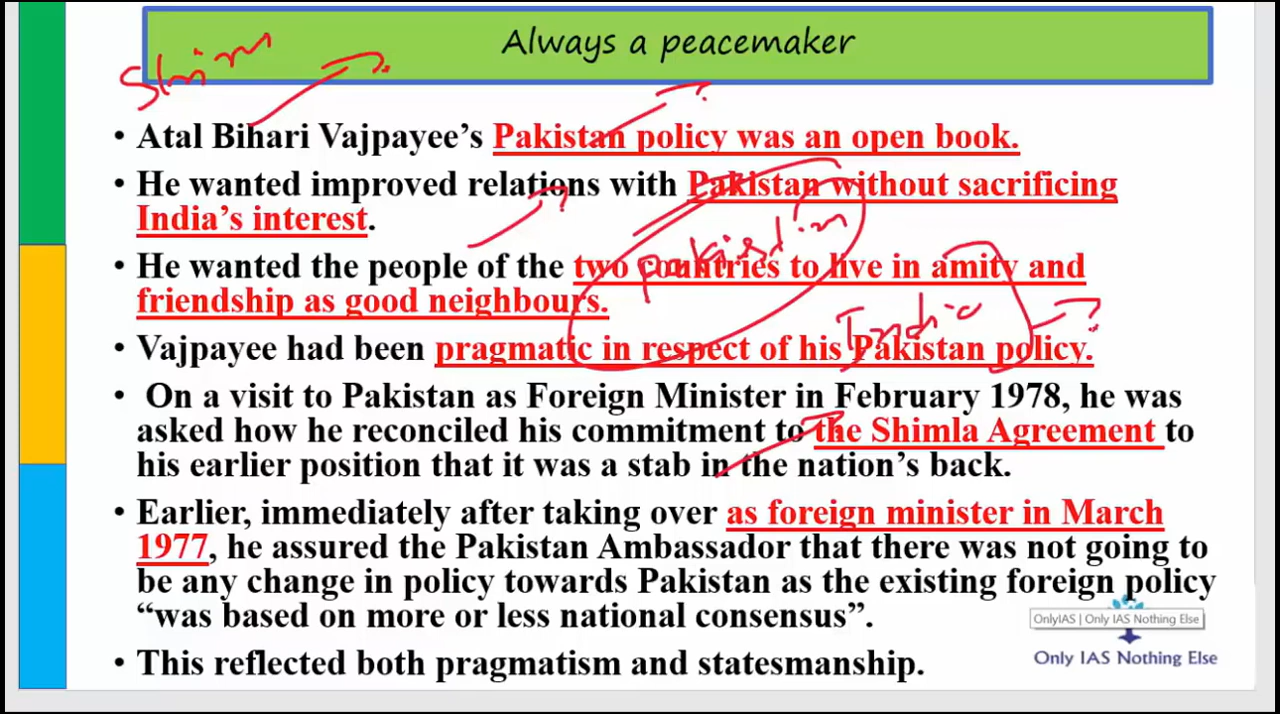 Always a peacemaker
Shim
• Atal Bihari Vajpayee’s Pakistan policy was an open book.
• He wanted improved relations with Pakistan without sacrificing
India’s interest.
• He wanted the people of the two countries to live in amity and
friendship as good neighbours.
Pakistan
India
• Vajpayee had been pragmatic in respect of his Pakistan policy.
• On a visit to Pakistan as Foreign Minister in February 1978, he was
asked how he reconciled his commitment to the Shimla Agreement to
his earlier position that it was a stab in the nation’s back.
• Earlier, immediately after taking over as foreign minister in March
1977, he assured the Pakistan Ambassador that there was not going to
be any change in policy towards Pakistan as the existing foreign policy
“was based on more or less national consensus”.
• This reflected both pragmatism and statesmanship.
OnlyIAS | Only IAS Nothing Else
Only IAS Nothing Else